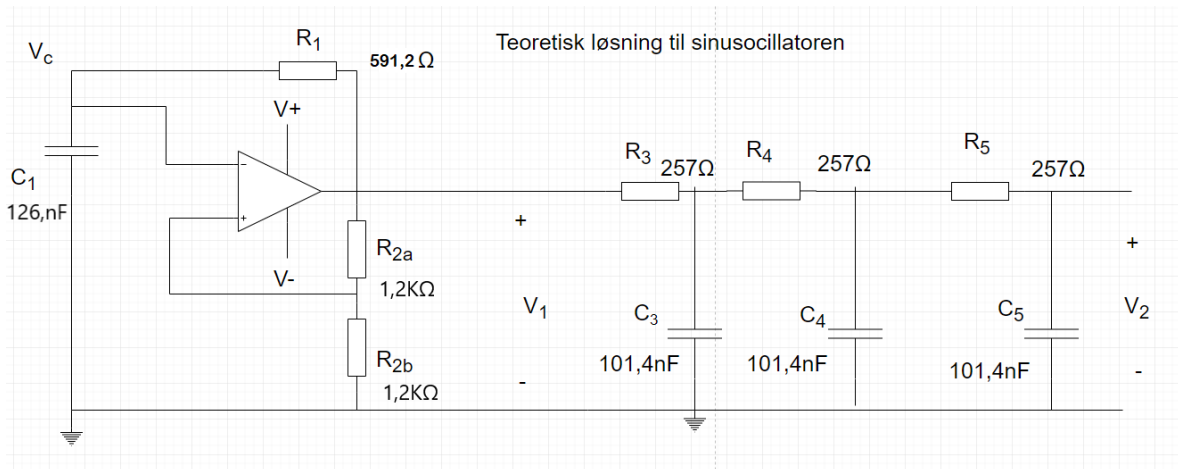 Teoretisk løsning til sinusocillatoren
Vc
R1
591,2 Ω
V+
−
+
V-
C1
126,nF
R2a
1,2KΩ
R2b
1,2KΩ
+
V1
-
R3
257Ω
R4
257Ω
R5
257Ω
C3
101,4nF
C4
101,4nF
C5
101,4nF
+
V2
-